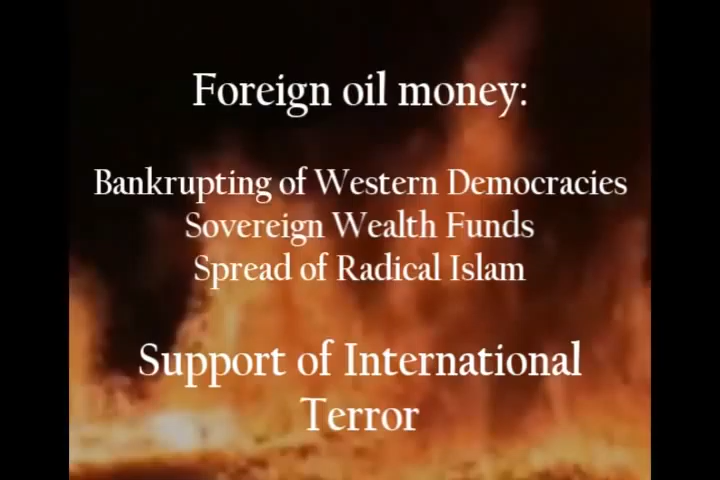 Foreign oil money:
Bankrupting of Western Democracies
Sovereign Wealth Funds
Spread of Radical Islam
Support of International
Terror